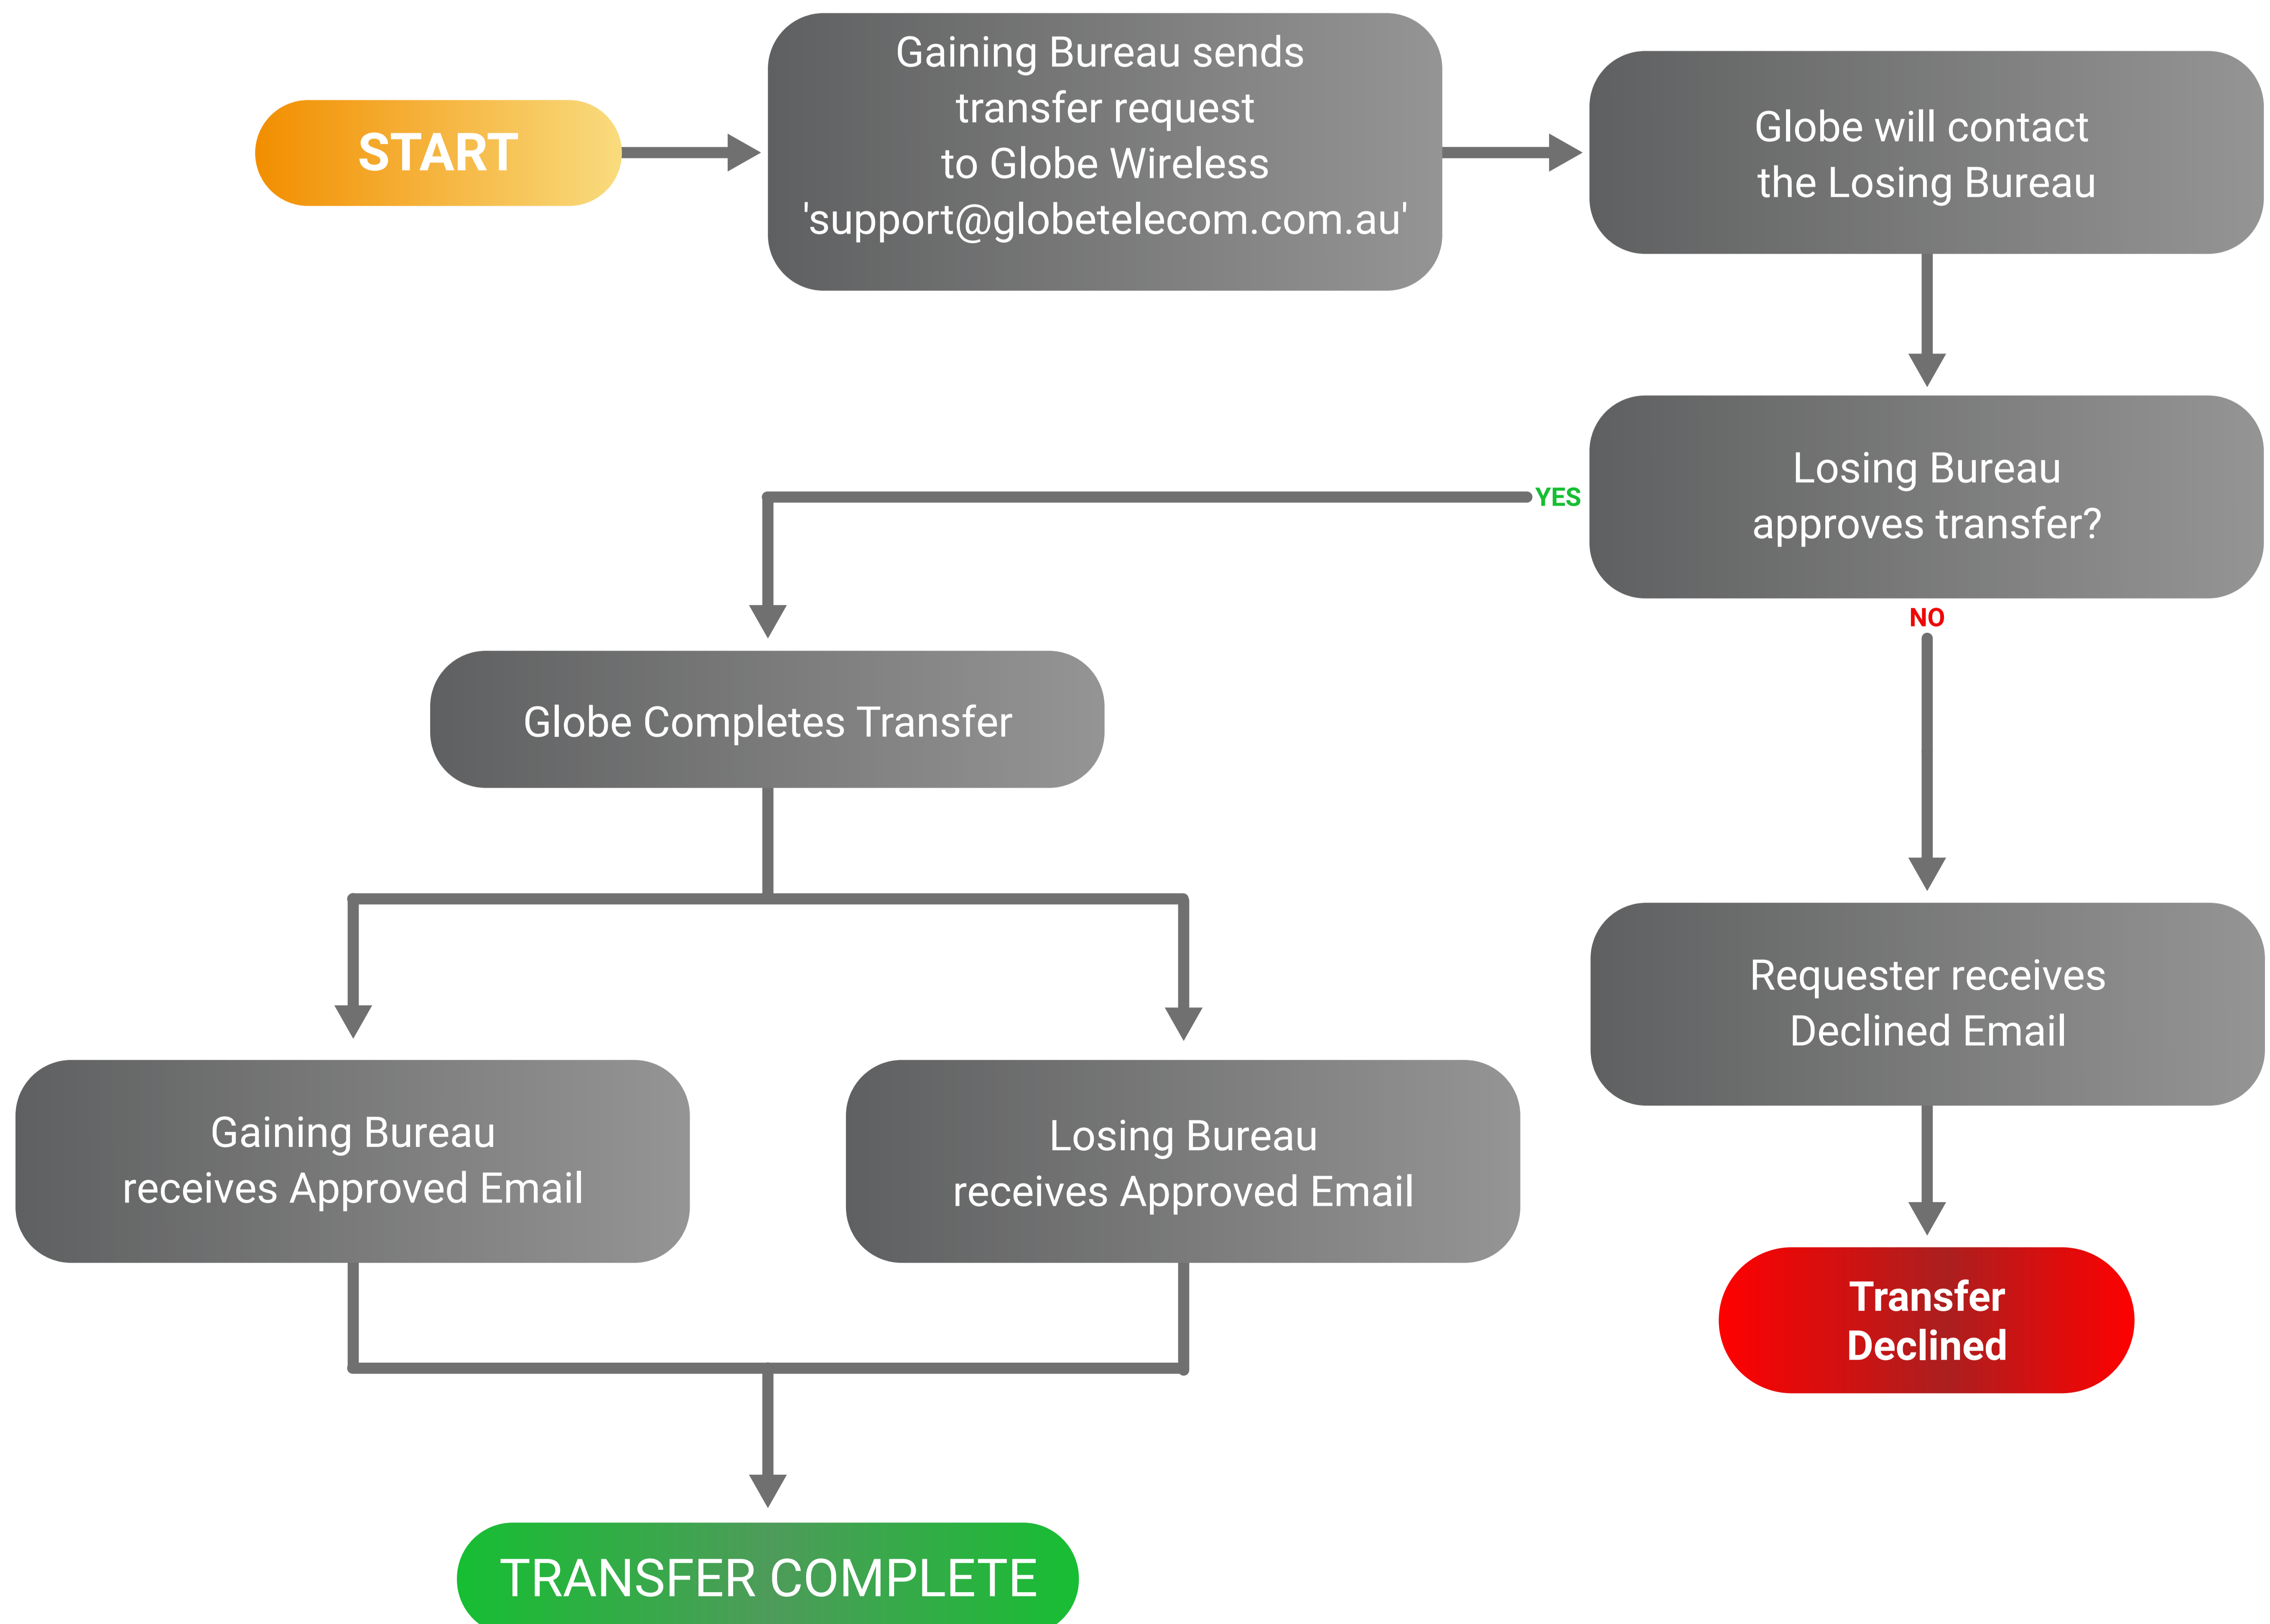 START
Gaining Bureau sends
transfer request
to Globe Wireless
'support@globetelecom.com.au'
Globe will contact
the Losing Bureau
Losing Bureau
approves transfer?
YES
NO
Globe Completes Transfer
Requester receives
Declined Email
Gaining Bureau
receives Approved Email
Losing Bureau
receives Approved Email
Transfer
Declined
TRANSFER COMPLETE